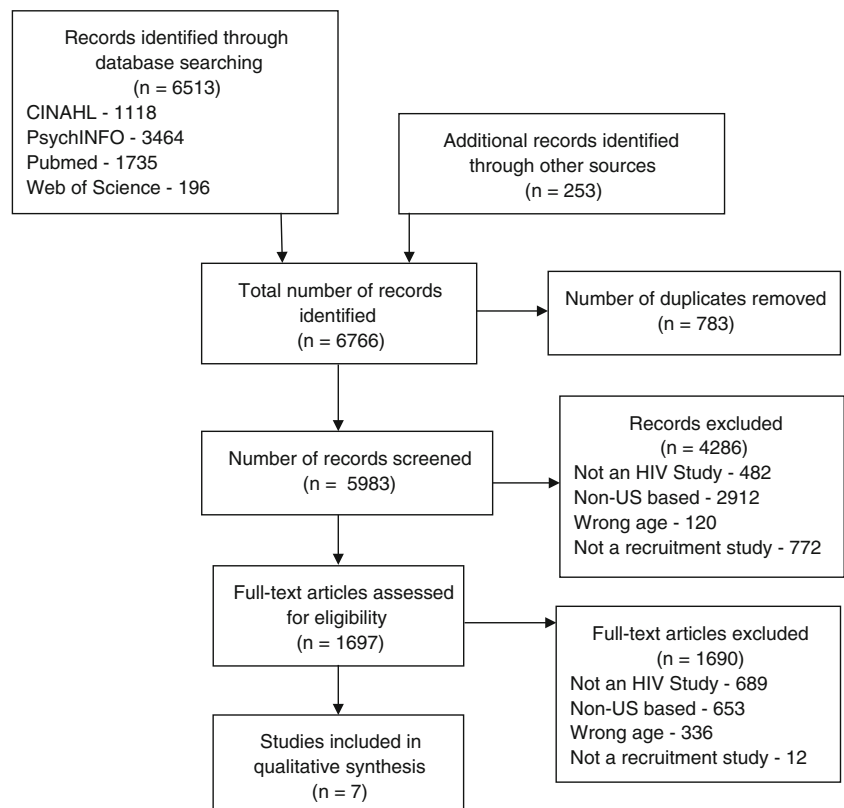 Records identified through
database searching
(n = 6513)
CINAHL - 1118
PsychINFO - 3464
Pubmed - 1735
Web of Science - 196
Additional records identified
through other sources
(n = 253)
Total number of records
identified
(n = 6766)
Number of duplicates removed
(n = 783)
Number of records screened
(n = 5983)
Records excluded
(n = 4286)
Not an HIV Study - 482
Non-US based - 2912
Wrong age - 120
Not a recruitment study - 772
Full-text articles assessed
for eligibility
(n = 1697)
Full-text articles excluded
(n = 1690)
Not an HIV Study - 689
Non-US based - 653
Wrong age - 336
Not a recruitment study - 12
Studies included in
qualitative synthesis
(n = 7)